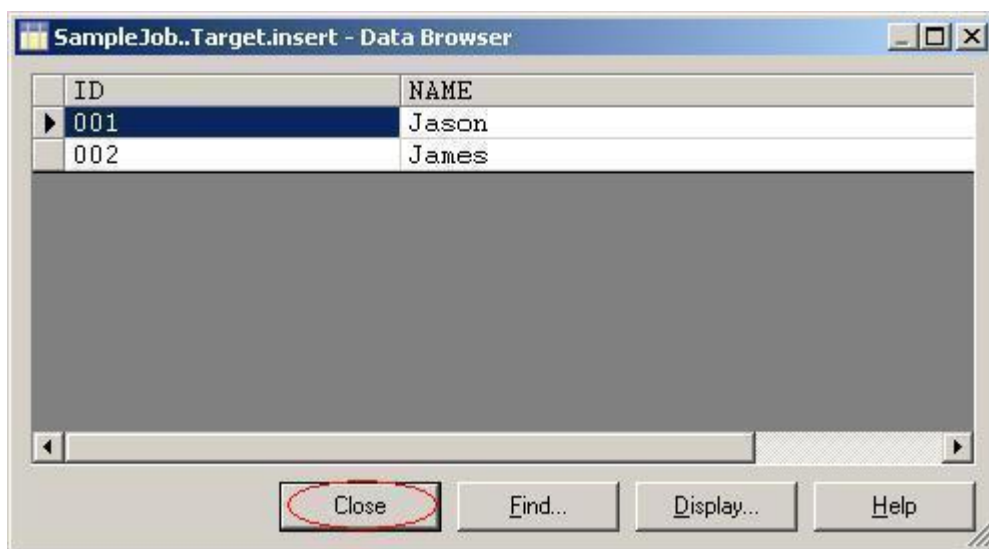 SampleJob..Target.insert - Data Browser
ID NAME
001 Jason
002 James
Close Find... Display... Help